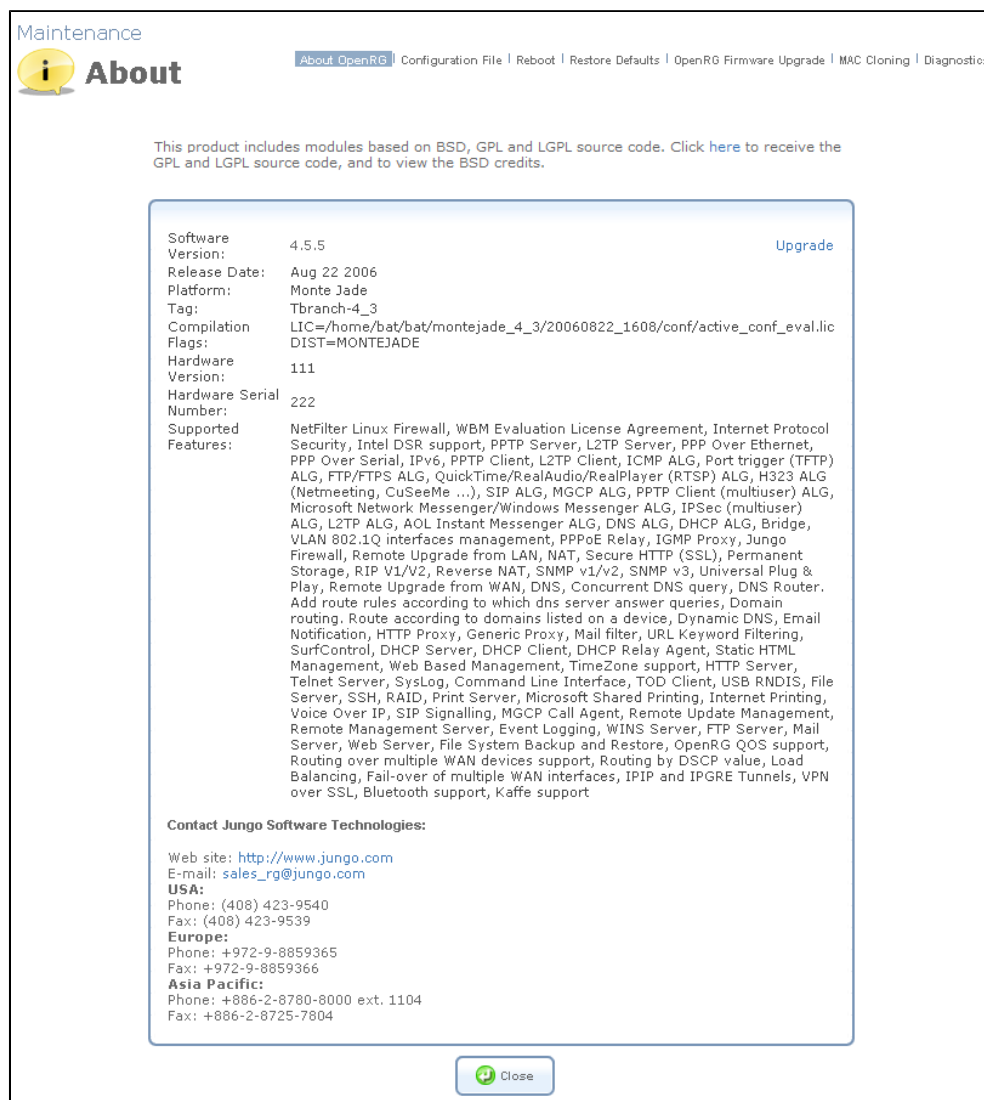 Maintenance
About
About OpenRG | Configuration File | Reboot | Restore Defaults | OpenRG Firmware Upgrade | MAC Cloning | Diagnostics
This product includes modules based on BSD, GPL and LGPL source code. Click here to receive the
GPL and LGPL source code, and to view the BSD credits.
Software
Version:
4.5.5
Upgrade
Release Date: Aug 22 2006
Platform: Monte Jade
Tag: Tbranch-4_3
Compilation
Flags:
LIC=/home/bat/bat/montejade_4_3/20060822_1608/conf/active_conf_eval.lic
DIST=MONTEJADE
Hardware
Version:
111
Hardware Serial
Number:
222
Supported
Features:
NetFilter Linux Firewall, WBM Evaluation License Agreement, Internet Protocol
Security, Intel DSR support, PPTP Server, L2TP Server, PPP Over Ethernet,
PPP Over Serial, IPv6, PPTP Client, L2TP Client, ICMP ALG, Port trigger (TFTP)
ALG, FTP/FTPS ALG, QuickTime/RealAudio/RealPlayer (RTSP) ALG, H323 ALG
(Netmeeting, CuSeeMe ...), SIP ALG, MGCP ALG, PPTP Client (multiuser) ALG,
Microsoft Network Messenger/Windows Messenger ALG, IPSec (multiuser)
ALG, L2TP ALG, AOL Instant Messenger ALG, DNS ALG, DHCP ALG, Bridge,
VLAN 802.1Q interfaces management, PPPoE Relay, IGMP Proxy, Jungo
Firewall, Remote Upgrade from LAN, NAT, Secure HTTP (SSL), Permanent
Storage, RIP V1/V2, Reverse NAT, SNMP v1/v2, SNMP v3, Universal Plug &
Play, Remote Upgrade from WAN, DNS, Concurrent DNS query, DNS Router.
Add route rules according to which dns server answer queries, Domain
routing. Route according to domains listed on a device, Dynamic DNS, Email
Notification, HTTP Proxy, Generic Proxy, Mail filter, URL Keyword Filtering,
SurfControl, DHCP Server, DHCP Client, DHCP Relay Agent, Static HTML
Management, Web Based Management, TimeZone support, HTTP Server,
Telnet Server, SysLog, Command Line Interface, TOD Client, USB RNDIS, File
Server, SSH, RAID, Print Server, Microsoft Shared Printing, Internet Printing,
Voice Over IP, SIP Signalling, MGCP Call Agent, Remote Update Management,
Remote Management Server, Event Logging, WINS Server, FTP Server, Mail
Server, Web Server, File System Backup and Restore, OpenRG QOS support,
Routing over multiple WAN devices support, Routing by DSCP value, Load
Balancing, Fail-over of multiple WAN interfaces, IPIP and IPGRE Tunnels, VPN
over SSL, Bluetooth support, Kaffe support
Contact Jungo Software Technologies:
Web site: http://www.jungo.com
E-mail: sales_rg@jungo.com
USA:
Phone: (408) 423-9540
Fax: (408) 423-9539
Europe:
Phone: +972-9-8859365
Fax: +972-9-8859366
Asia Pacific:
Phone: +886-2-8780-8000 ext. 1104
Fax: +886-2-8725-7804
Close